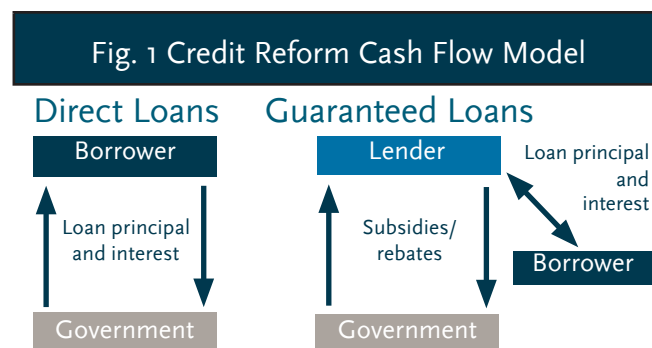 Fig. 1 Credit Reform Cash Flow Model
Direct Loans
Borrower
Loan principal
and interest
Government
Guaranteed Loans
Lender
Subsidies/
rebates
Government
Loan principal
and
interest
Borrower